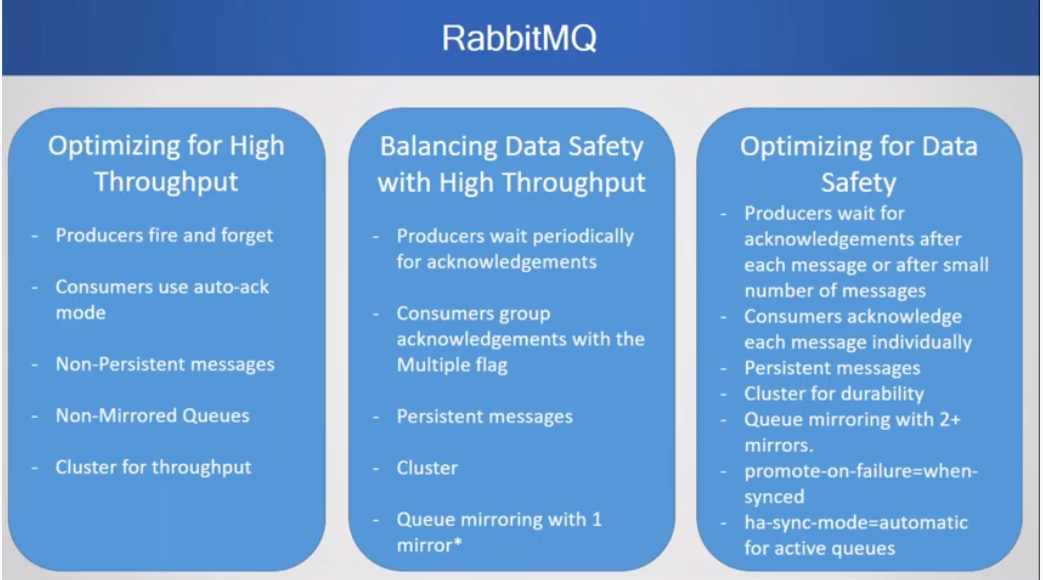 RabbitMQ
Optimizing for High
Throughput
- Producers fire and forget
- Consumers use auto-ack
mode
- Non-Persistent messages
- Non-Mirrored Queues
- Cluster for throughput
Balancing Data Safety
with High Throughput
- Producers wait periodically
for acknowledgements
- Consumers group
acknowledgements with the
Multiple flag
- Persistent messages
- Cluster
- Queue mirroring with 1
mirror*
Optimizing for Data
Safety
- Producers wait for
acknowledgements after
each message or after small
number of messages
- Consumers acknowledge
each message individually
- Persistent messages
- Cluster for durability
- Queue mirroring with 2+
mirrors.
- promote-on-failure=when-
synced
- ha-sync-mode=automatic
for active queues